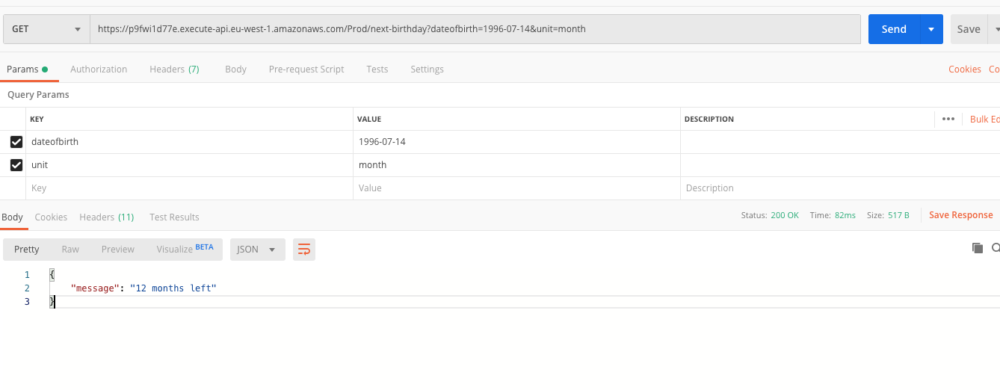 GET https://p9fwi1d77e.execute-api.eu-west-1.amazonaws.com/Prod/next-birthday?dateofbirth=1996-07-14&unit=month Send Save
Params Authorization Headers (7) Body Pre-request Script Tests Settings Cookies Co
Query Params
KEY VALUE DESCRIPTION ••• Bulk Ed
dateofbirth 1996-07-14
unit month
Key Value Description
Body Cookies Headers (11) Test Results Status: 200 OK Time: 82ms Size: 517 B Save Response
Pretty Raw Preview Visualize BETA JSON
1 {
2 "message": "12 months left"
3 }